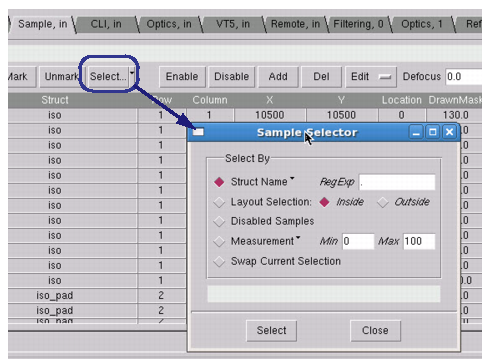 Sample, in CLI, in Optics, in VT5, in Remote, in Filtering, 0 Optics, 1 Ref
Mark Unmark Select... Enable Disable Add Del Edit Defocus 0.0
Struct Row Column X Y Location DrawnMask
iso 1 1 10500 10500 0 130.0
Sample Selector
iso 1 .0
Select By
iso 1 .0
iso 1 .0
Struct Name RegExp .
iso 1 .0
Layout Selection: Inside Outside
iso 1 .0
Disabled Samples
iso 1 .0
iso 1 .0
Measurement Min 0 Max 100
iso 1 .0
iso 1 .0
Swap Current Selection
iso 1 .0
iso 1 0.0
iso_pad 2 .0
iso_pad 2 .0
iso_pad 2 .0
Select Close